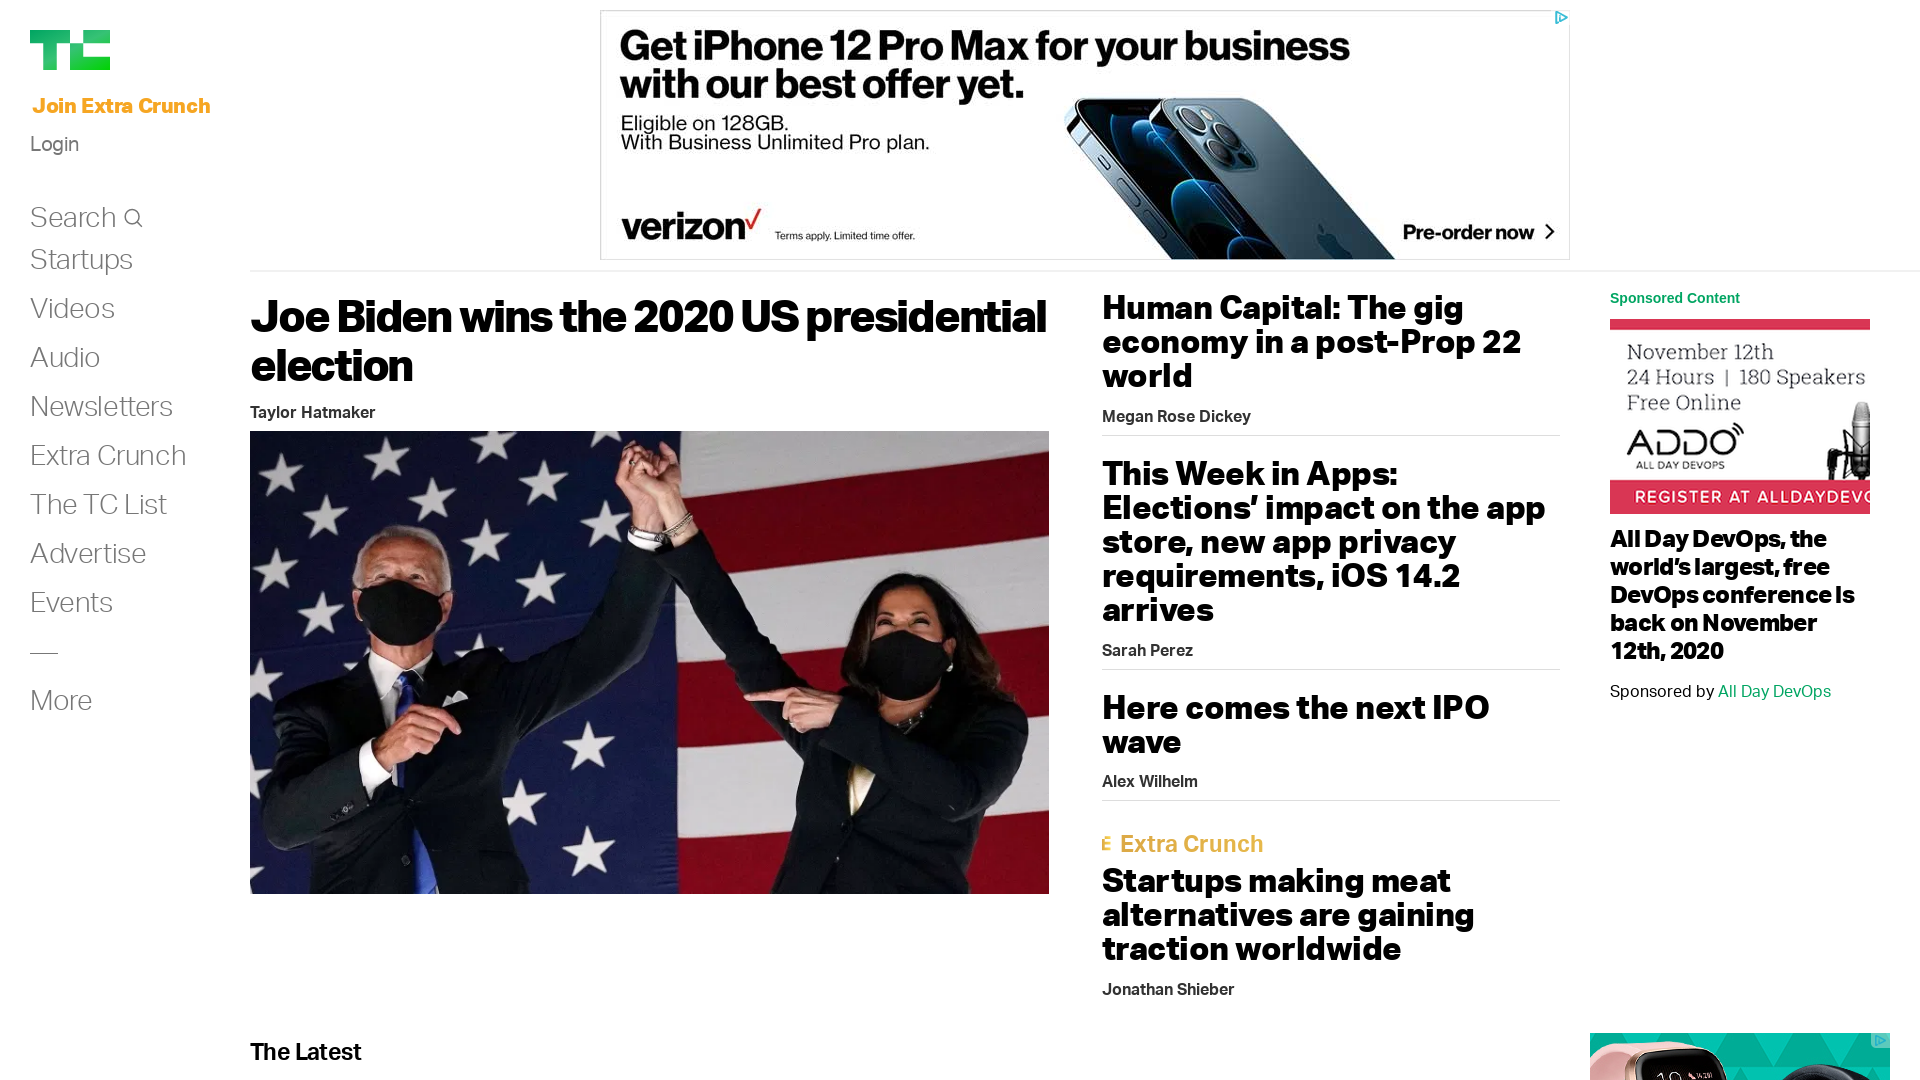 TC
Join Extra Crunch
Login
Search
Startups
Videos
Audio
Newsletters
Extra Crunch
The TC List
Advertise
Events
More
Get iPhone 12 Pro Max for your business
with our best offer yet.
Eligible on 128GB.
With Business Unlimited Pro plan.
verizon
Terms apply. Limited time offer.
Pre-order now
Joe Biden wins the 2020 US presidential
election
Taylor Hatmaker
Human Capital: The gig
economy in a post-Prop 22
world
Megan Rose Dickey
This Week in Apps:
Elections’ impact on the app
store, new app privacy
requirements, iOS 14.2
arrives
Sarah Perez
Here comes the next IPO
wave
Alex Wilhelm
Extra Crunch
Startups making meat
alternatives are gaining
traction worldwide
Jonathan Shieber
Sponsored Content
November 12th
24 Hours | 180 Speakers
Free Online
ADDO
ALL DAY DEVOPS
REGISTER AT ALLDAYDEVO
All Day DevOps, the
world’s largest, free
DevOps conference Is
back on November
12th, 2020
Sponsored by All Day DevOps
The Latest